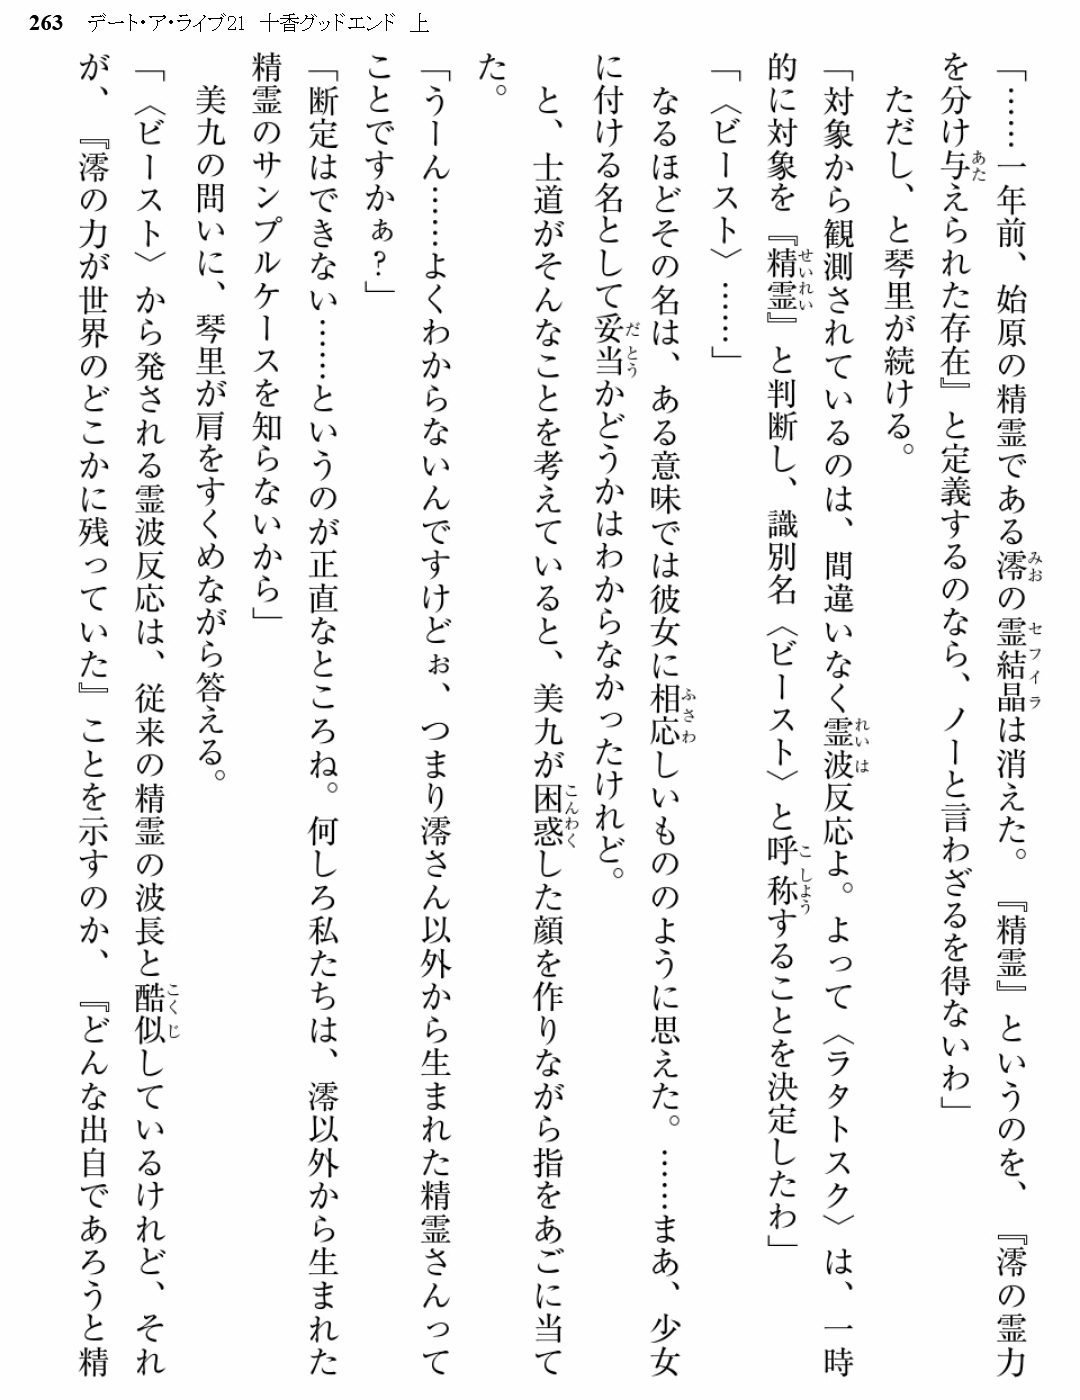 263 デート・ア・ライブ21 十香グッドエンド 上
「……一年前、始原の精霊である澪の霊結晶は消えた。『精霊』というのを、『澪の霊力
を分け与えられた存在』と定義するのなら、ノーと言わざるを得ないわ」
ただし、と琴里が続ける。
「対象から観測されているのは、間違いなく霊波反応よ。よって〈ラタトスク〉は、一時
的に対象を『精霊』と判断し、識別名〈ビースト〉と呼称することを決定したわ」
「〈ビースト〉……」
なるほどその名は、ある意味では彼女に相応しいもののように思えた。……まあ、少女
に付ける名として妥当かどうかはわからなかったけれど。
と、士道がそんなことを考えていると、美九が困惑した顔を作りながら指をあごに当て
た。
「うーん……よくわからないんですけどぉ、つまり澪さん以外から生まれた精霊さんって
ことですかぁ？」
「断定はできない……というのが正直なところね。何しろ私たちは、澪以外から生まれた
精霊のサンプルケースを知らないから」
美九の問いに、琴里が肩をすくめながら答える。
「〈ビースト〉から発される霊波反応は、従来の精霊の波長と酷似しているけれど、それ
が、『澪の力が世界のどこかに残っていた』ことを示すのか、『どんな出自であろうと精